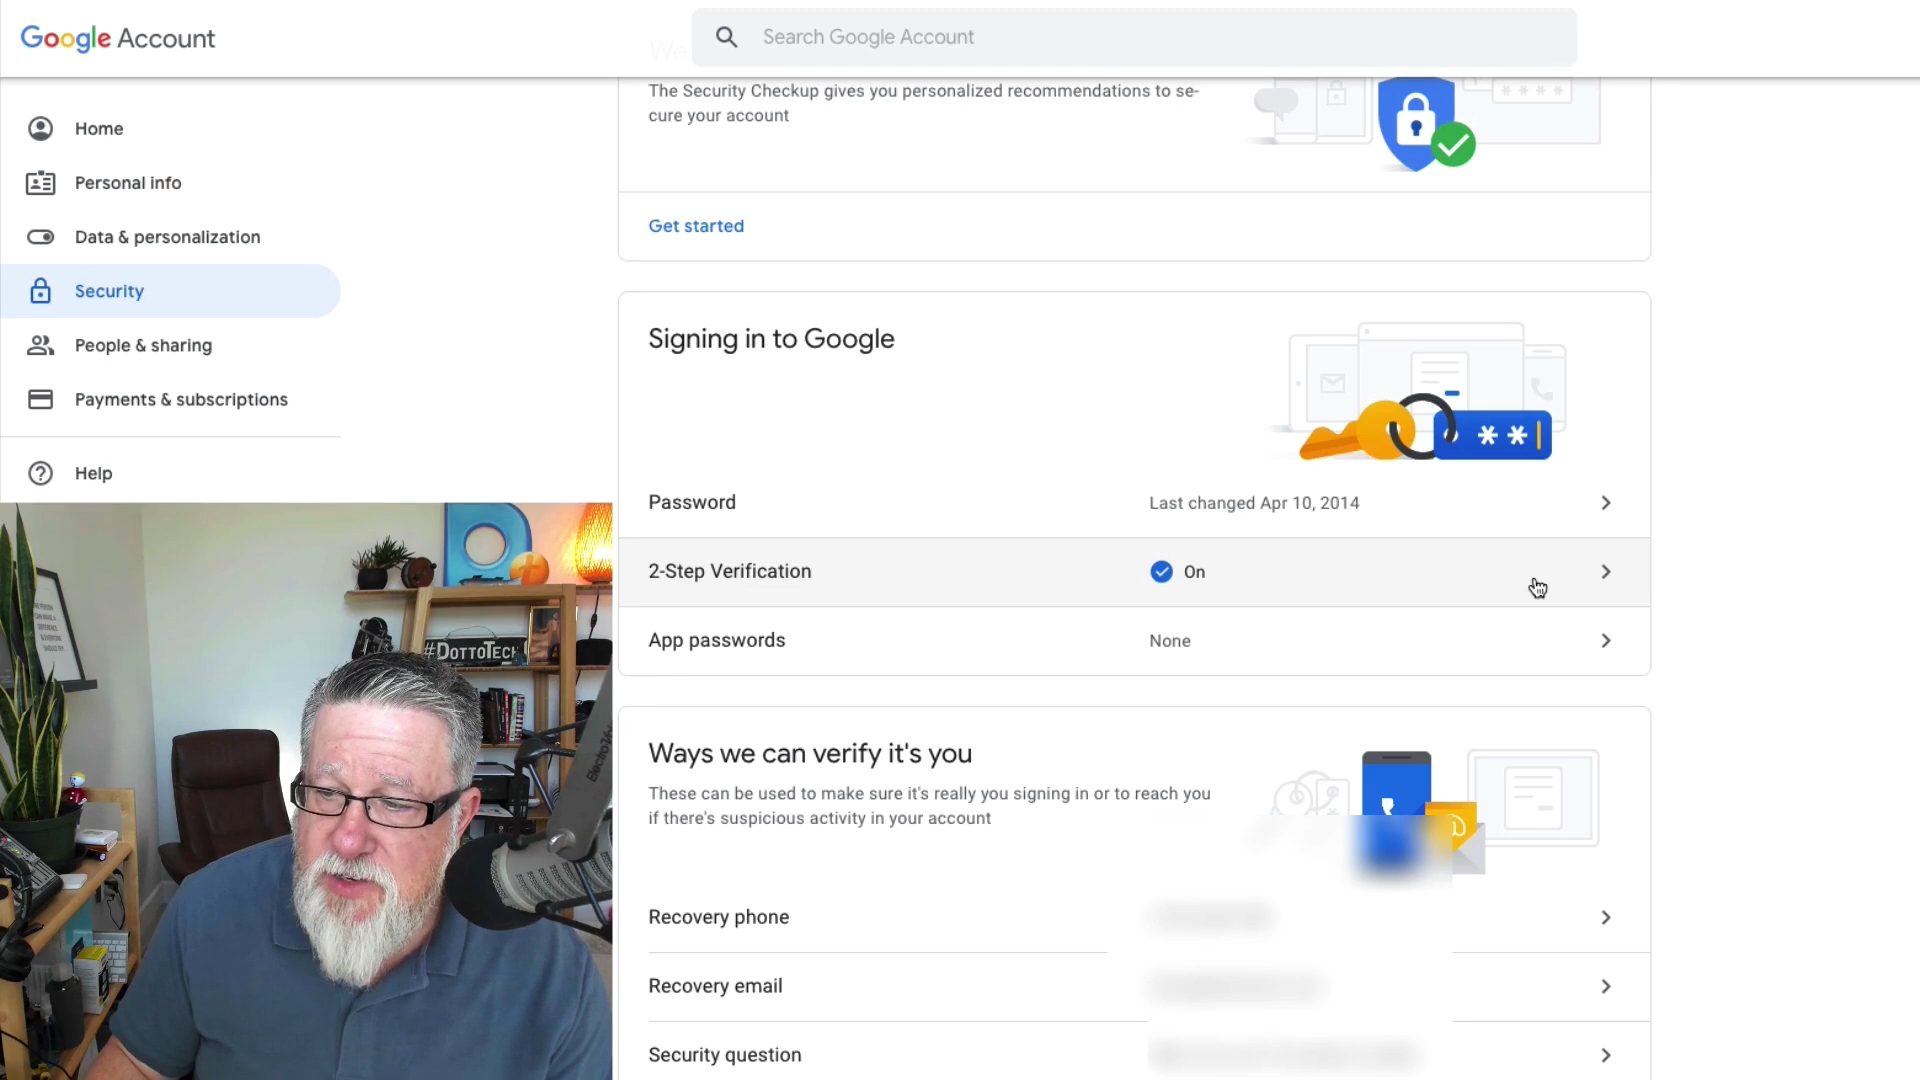 Google Account
Search Google Account
The Security Checkup gives you personalized recommendations to se-
cure your account
Get started
Home
Personal info
Data & personalization
Security
People & sharing
Payments & subscriptions
Help
Signing in to Google
**
Password
Last changed Apr 10, 2014
2-Step Verification
On
App passwords
None
Ways we can verify it's you
These can be used to make sure it's really you signing in or to reach you
if there's suspicious activity in your account
Recovery phone
Recovery email
Security question
#DOTTOTECH